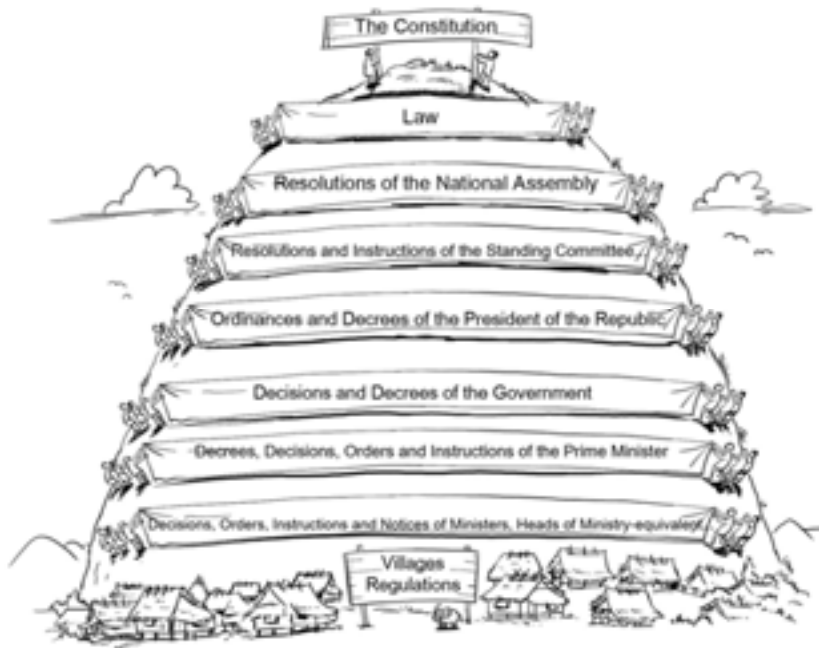 The Constitution
Law
Resolutions of the National Assembly
Resolutions and Instructions of the Standing Committee
Ordinances and Decrees of the President of the Republic
Decisions and Decrees of the Government
Decrees, Decisions, Orders and Instructions of the Prime Minister
Decisions, Orders, Instructions and Notices of Ministers, Heads of Ministry-equivalent
Villages
Regulations